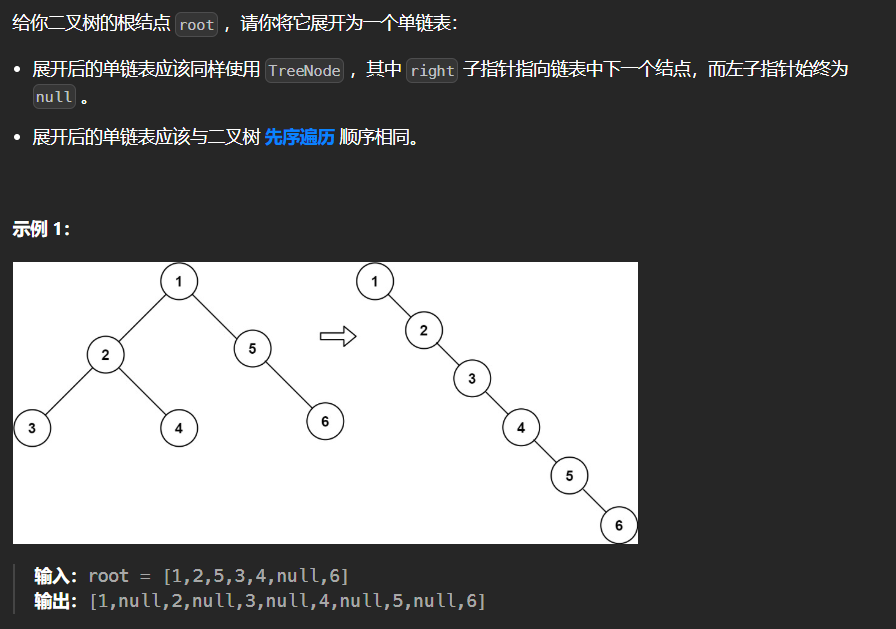 给你二叉树的根结点 root ，请你将它展开为一个单链表：
• 展开后的单链表应该同样使用 TreeNode ，其中 right 子指针指向链表中下一个结点，而左子指针始终为
null 。
• 展开后的单链表应该与二叉树 先序遍历 顺序相同。
示例 1：
1 1
2 5 2
3 4 6 3
4
5
6
输入：root = [1,2,5,3,4,null,6]
输出：[1,null,2,null,3,null,4,null,5,null,6]